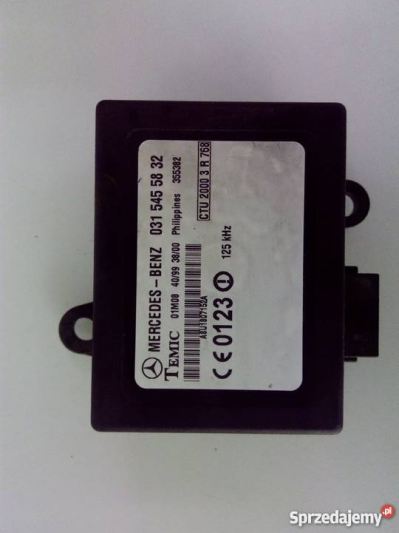 MERCEDES-BENZ 031 545 58 32
TEMIC 01M08 40/99 38/00 Philippines 355382
CTU 2000 3 R 768
A8U1807152A
CE0123 125 kHz
Sprzedajemy.pl